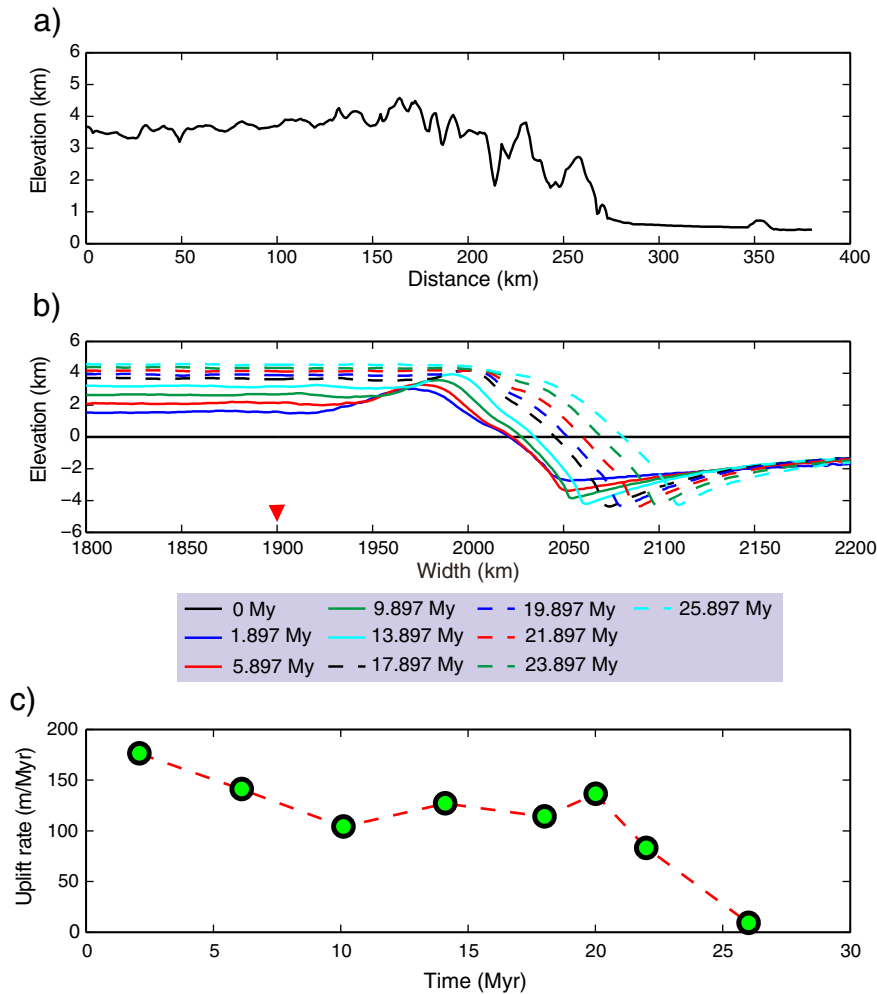 a)
6
5
4
3
2
1
0
Elevation (km)
0 50 100 150 200 250 300 350 400
Distance (km)
b)
6
4
2
0
−2
−4
−6
Elevation (km)
1800 1850 1900 1950 2000 2050 2100 2150 2200
Width (km)
0 My 9.897 My 19.897 My 25.897 My
1.897 My 13.897 My 21.897 My
5.897 My 17.897 My 23.897 My
c)
200
150
100
50
0
Uplift rate (m/Myr)
0 5 10 15 20 25 30
Time (Myr)